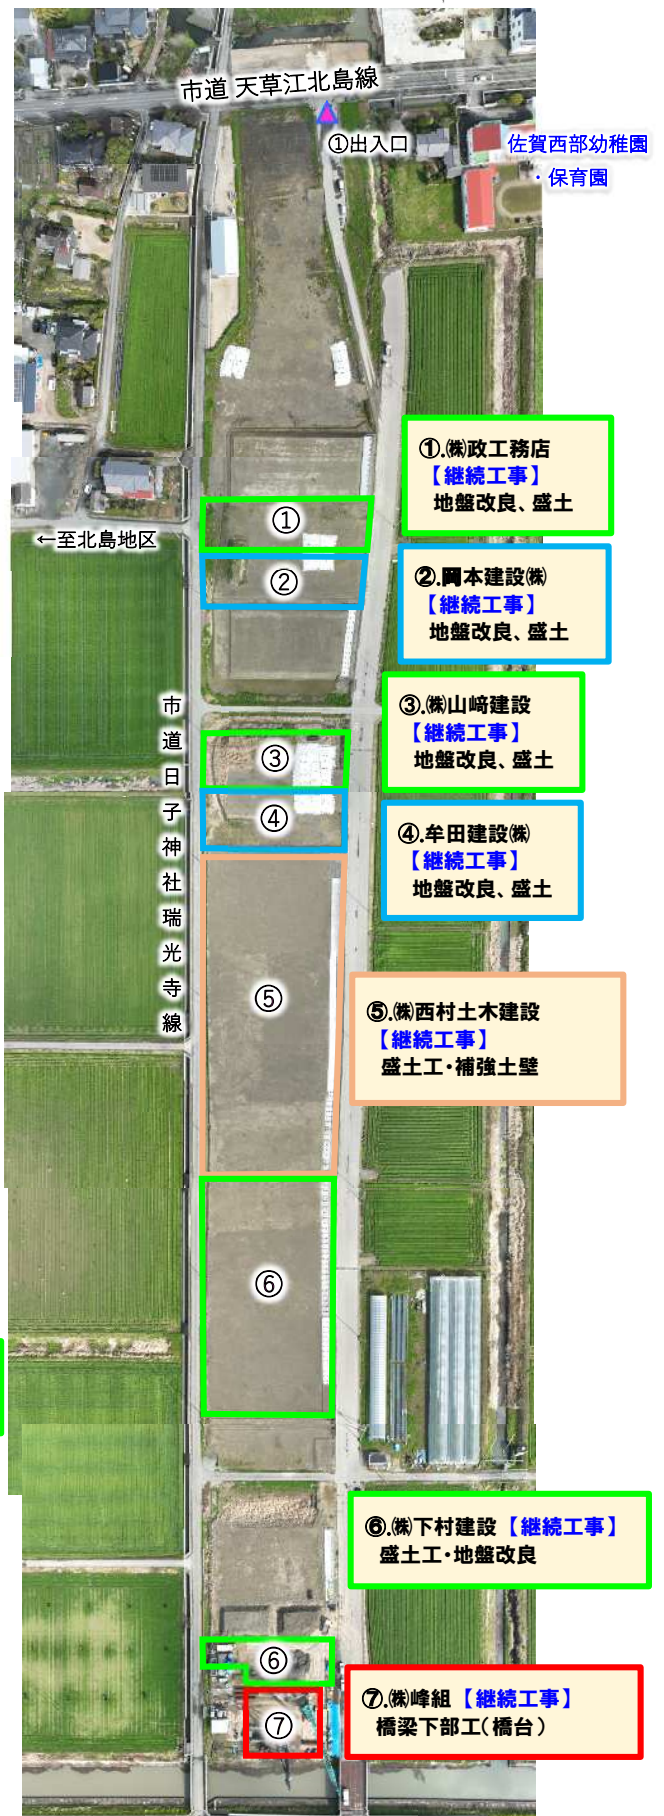 市道 天草江北島線
①出入口
佐賀西部幼稚園
・保育園
①.㈱政工務店
【継続工事】
地盤改良、盛土
①
←至北島地区
②
②.岡本建設㈱
【継続工事】
地盤改良、盛土
市道日子神社瑞光寺線
③.㈱山﨑建設
【継続工事】
地盤改良、盛土
③
④
④.牟田建設㈱
【継続工事】
地盤改良、盛土
⑤
⑤.㈱西村土木建設
【継続工事】
盛土工・補強土壁
⑥
⑥.㈱下村建設【継続工事】
盛土工・地盤改良
⑥
⑦.㈱峰組【継続工事】
橋梁下部工(橋台)
⑦